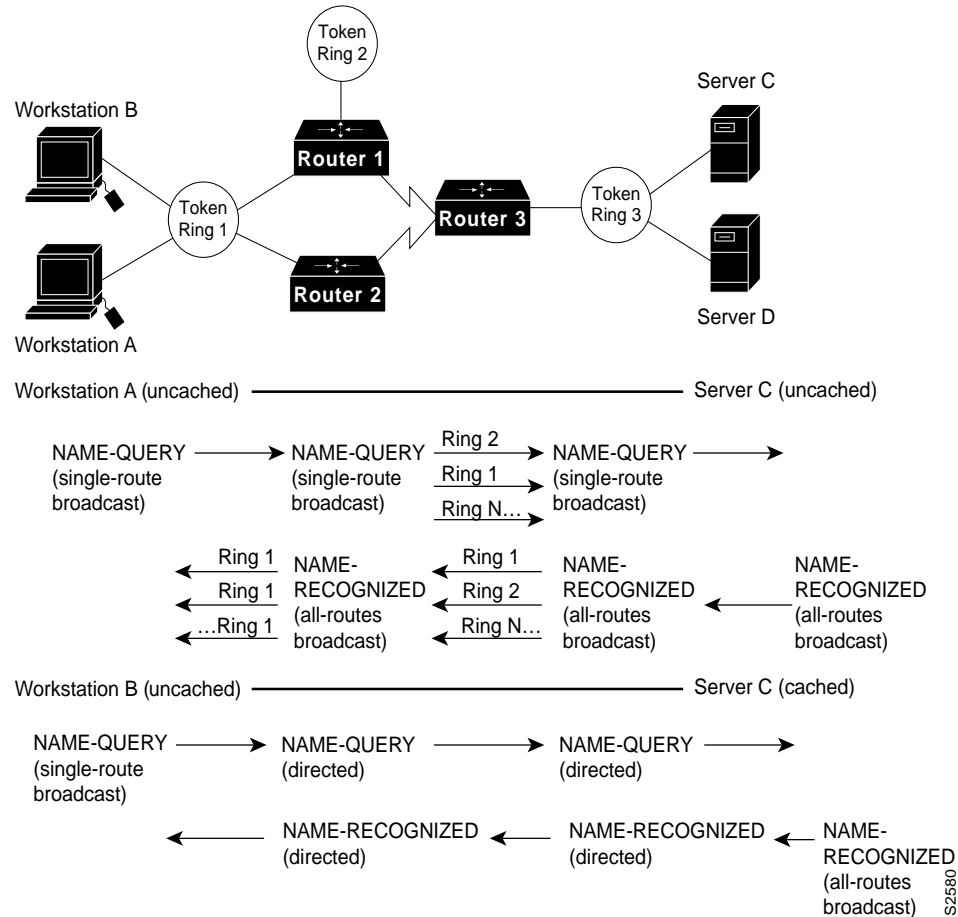 Token
Ring 2
Workstation B
Server C
Router 1
Token
Ring 1
Router 3
Token
Ring 3
Router 2
Workstation A
Server D
Workstation A (uncached)
Server C (uncached)
NAME-QUERY
(single-route
broadcast)
NAME-QUERY
(single-route
broadcast)
Ring 2
Ring 1
Ring N…
NAME-QUERY
(single-route
broadcast)
Ring 1
Ring 1
…Ring 1
NAME-
RECOGNIZED
(all-routes
broadcast)
Ring 1
Ring 2
Ring N…
NAME-
RECOGNIZED
(all-routes
broadcast)
NAME-
RECOGNIZED
(all-routes
broadcast)
Workstation B (uncached)
Server C (cached)
NAME-QUERY
(single-route
broadcast)
NAME-QUERY
(directed)
NAME-QUERY
(directed)
NAME-RECOGNIZED
(directed)
NAME-RECOGNIZED
(directed)
NAME-
RECOGNIZED
(all-routes
broadcast)
S2580